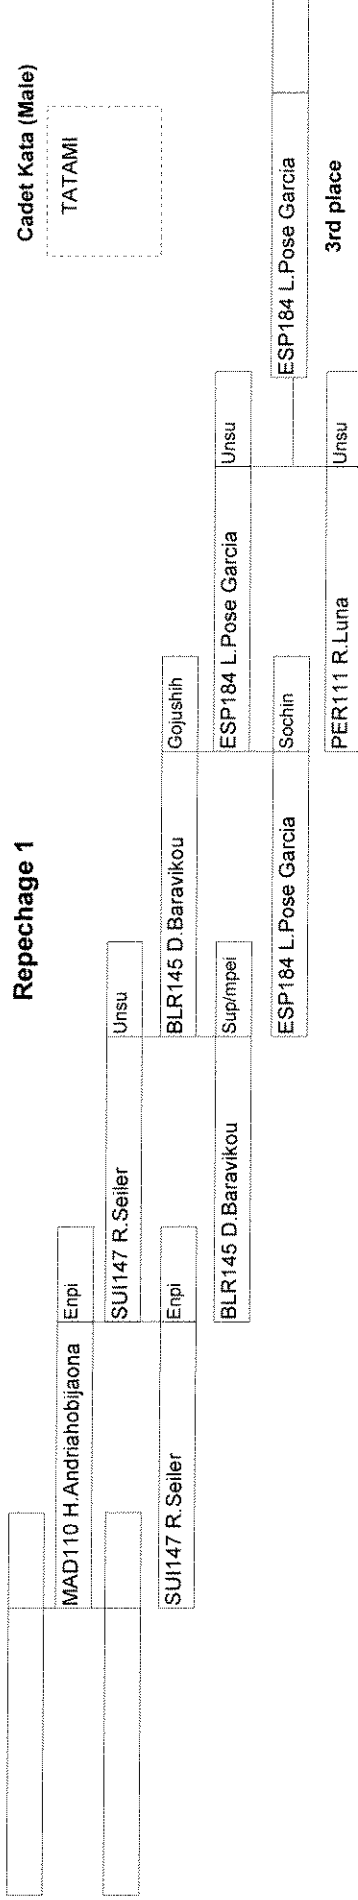 Repechage 1
Cadet Kata (Male)
TATAMI
MAD110 H.Andriahobijaona Enpi
SUI147 R.Seiler Unsu
SUI147 R.Seiler Enpi
BLR145 D.Baravikou Gojushih
BLR145 D.Baravikou Sup/mpei
ESP184 L.Pose Garcia Unsu
ESP184 L.Pose Garcia Sochin
ESP184 L.Pose Garcia
PER111 R.Luna Unsu
3rd place